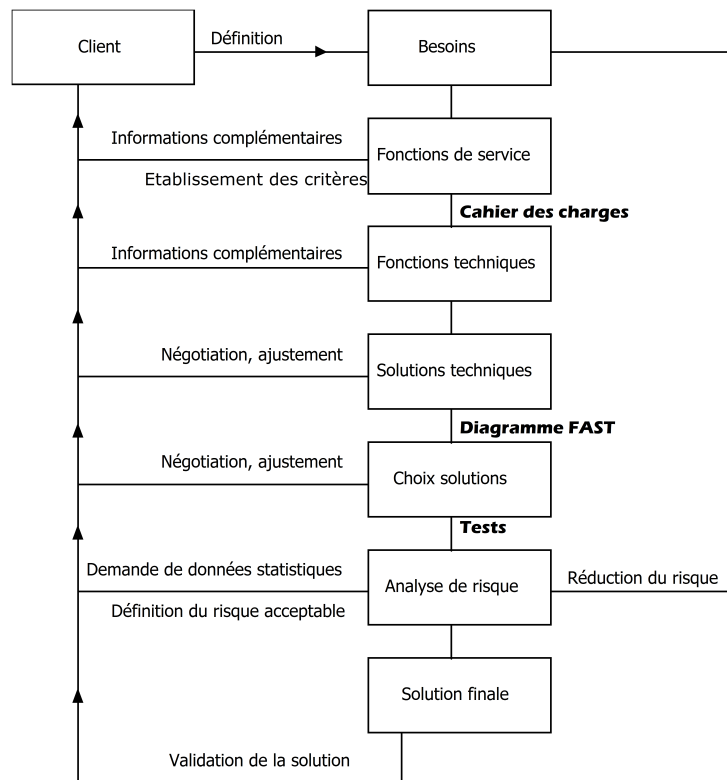 Client
Définition
Besoins
Informations complémentaires
Fonctions de service
Etablissement des critères
Cahier des charges
Informations complémentaires
Fonctions techniques
Négotiation, ajustement
Solutions techniques
Diagramme FAST
Négotiation, ajustement
Choix solutions
Tests
Demande de données statistiques
Analyse de risque
Réduction du risque
Définition du risque acceptable
Solution finale
Validation de la solution